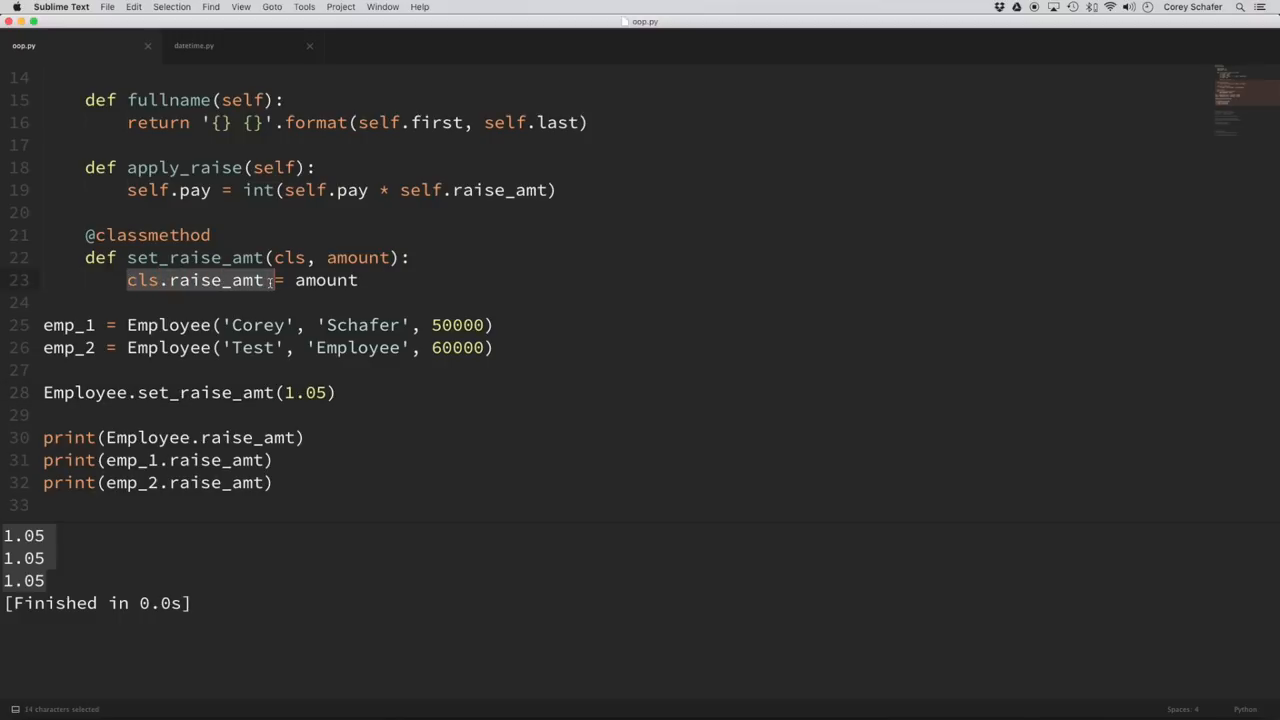 Sublime Text File Edit Selection Find View Goto Tools Project Window Help Corey Schafer
oop.py
oop.py datetime.py
14
15 def fullname(self):
16 return '{} {}'.format(self.first, self.last)
17
18 def apply_raise(self):
19 self.pay = int(self.pay * self.raise_amt)
20
21 @classmethod
22 def set_raise_amt(cls, amount):
23 cls.raise_amt = amount
24
25 emp_1 = Employee('Corey', 'Schafer', 50000)
26 emp_2 = Employee('Test', 'Employee', 60000)
27
28 Employee.set_raise_amt(1.05)
29
30 print(Employee.raise_amt)
31 print(emp_1.raise_amt)
32 print(emp_2.raise_amt)
33
1.05
1.05
1.05
[Finished in 0.0s]
14 characters selected Spaces: 4 Python